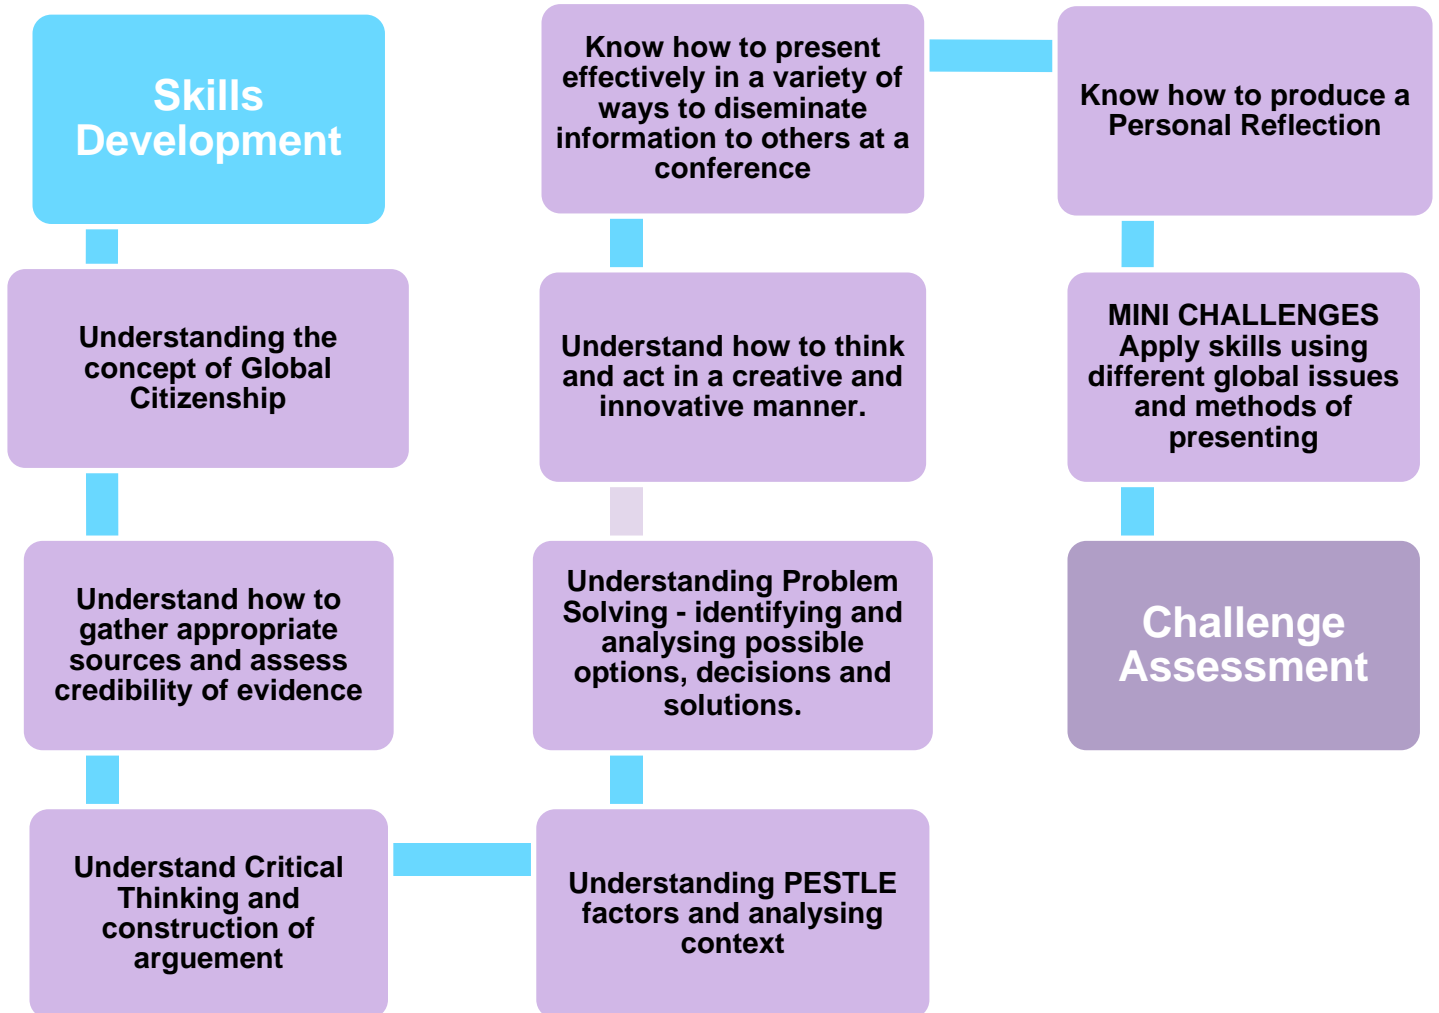 Skills
Development
Understanding the
concept of Global
Citizenship
Understand how to
gather appropriate
sources and assess
credibility of evidence
Understand Critical
Thinking and
construction of
arguement
Understanding PESTLE
factors and analysing
context
Understanding Problem
Solving - identifying and
analysing possible
options, decisions and
solutions.
Understand how to think
and act in a creative and
innovative manner.
Know how to present
effectively in a variety of
ways to diseminate
information to others at a
conference
Know how to produce a
Personal Reflection
MINI CHALLENGES
Apply skills using
different global issues
and methods of
presenting
Challenge
Assessment